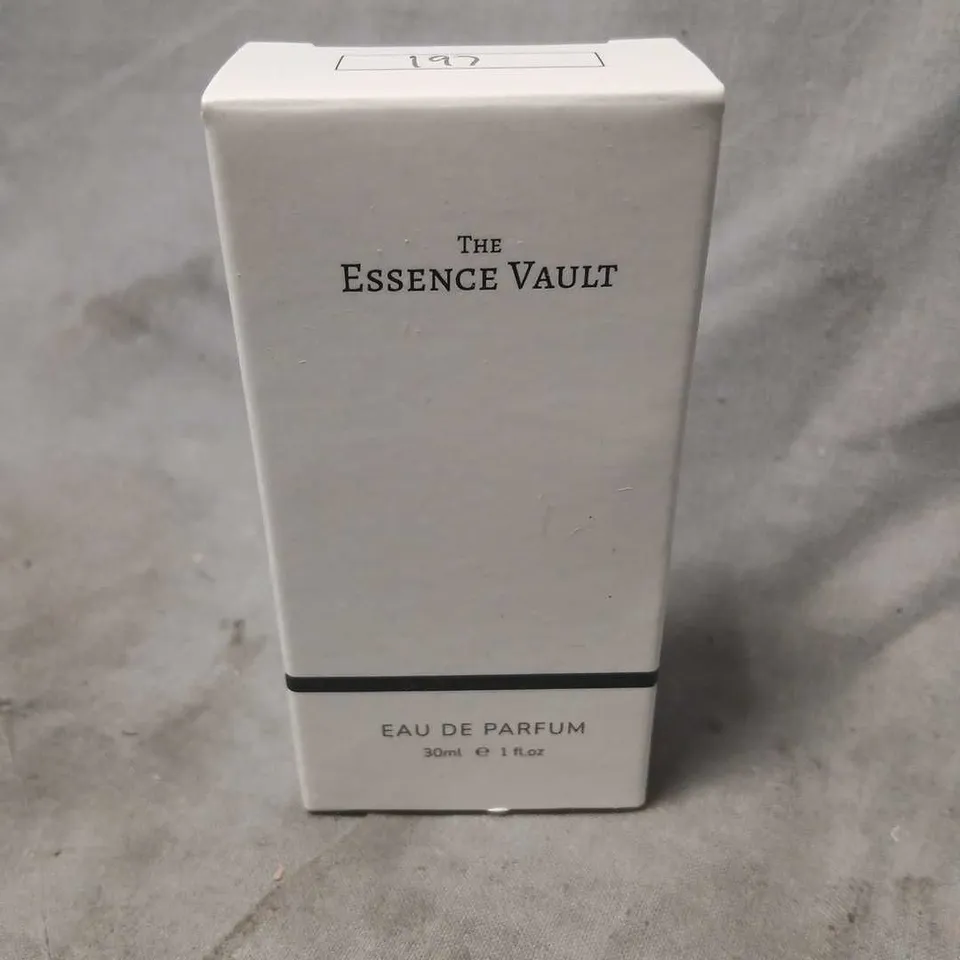 197
THE
ESSENCE VAULT
EAU DE PARFUM
30ml ℮ 1 fl.oz